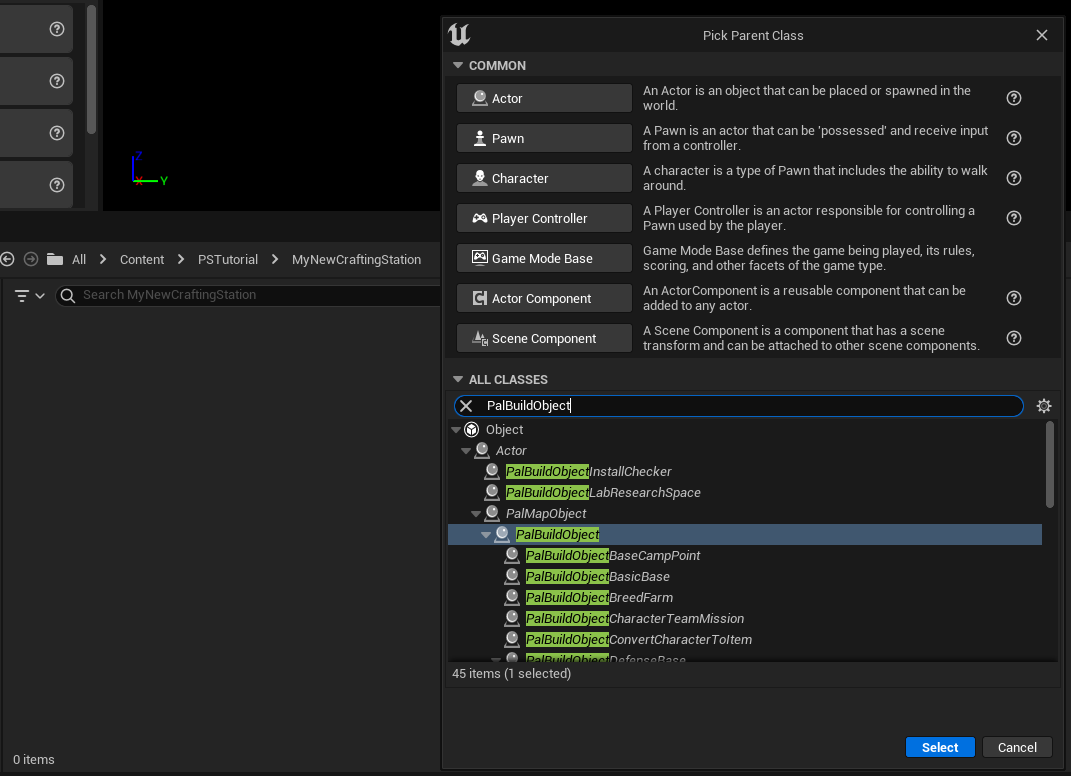 Pick Parent Class
COMMON
Actor
An Actor is an object that can be placed or spawned in the
world.
Pawn
A Pawn is an actor that can be 'possessed' and receive input
from a controller.
Character
A character is a type of Pawn that includes the ability to walk
around.
Player Controller
A Player Controller is an actor responsible for controlling a
Pawn used by the player.
Game Mode Base
Game Mode Base defines the game being played, its rules,
scoring, and other facets of the game type.
Actor Component
An ActorComponent is a reusable component that can be
added to any actor.
Scene Component
A Scene Component is a component that has a scene
transform and can be attached to other scene components.
ALL CLASSES
PalBuildObject
Object
Actor
PalBuildObjectInstallChecker
PalBuildObjectLabResearchSpace
PalMapObject
PalBuildObject
PalBuildObjectBaseCampPoint
PalBuildObjectBasicBase
PalBuildObjectBreedFarm
PalBuildObjectCharacterTeamMission
PalBuildObjectConvertCharacterToItem
PalBuildObjectDefenseBase
45 items (1 selected)
Select
Cancel
Z
X
Y
All
Content
PSTutorial
MyNewCraftingStation
Search MyNewCraftingStation
0 items